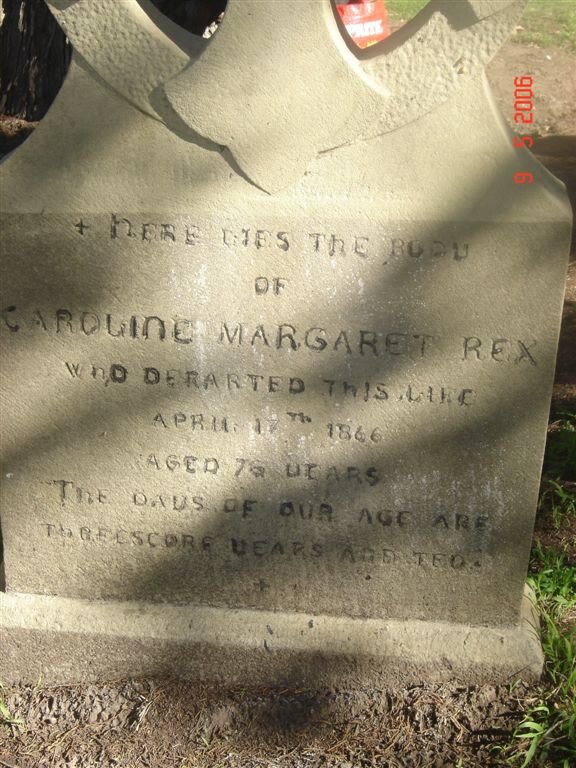 + HERE LIES THE BODY
OF
CAROLINE MARGARET REX
WHO DEPARTED THIS LIFE
APRIL 17TH 1866
AGED YEARS
THE DAYS OF OUR AGE ARE
THREESCORE YEARS AND TEN.
+
9 5 2006